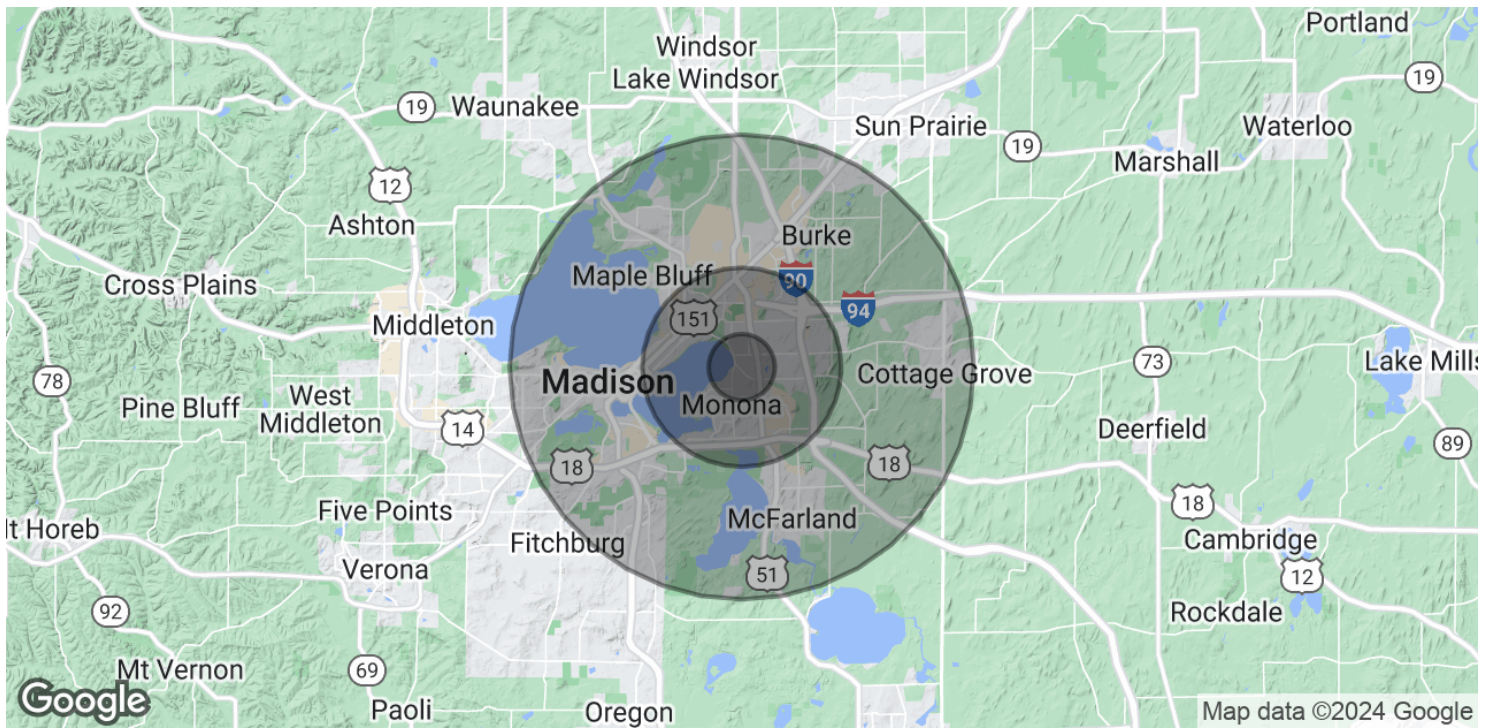 Portland
Windsor
Lake Windsor
19
19
Waunakee
Sun Prairie
Waterloo
19
Marshall
12
Ashton
Burke
Maple Bluff
Cross Plains
90
94
151
Middleton
73
Lake Mills
78
Madison
Cottage Grove
Pine Bluff
West
Middleton
Monona
14
Deerfield
89
18
18
18
Five Points
McFarland
t Horeb
Fitchburg
Cambridge
Verona
51
12
92
Rockdale
Mt Vernon
69
Google
Paoli
Oregon
Map data ©2024 Google